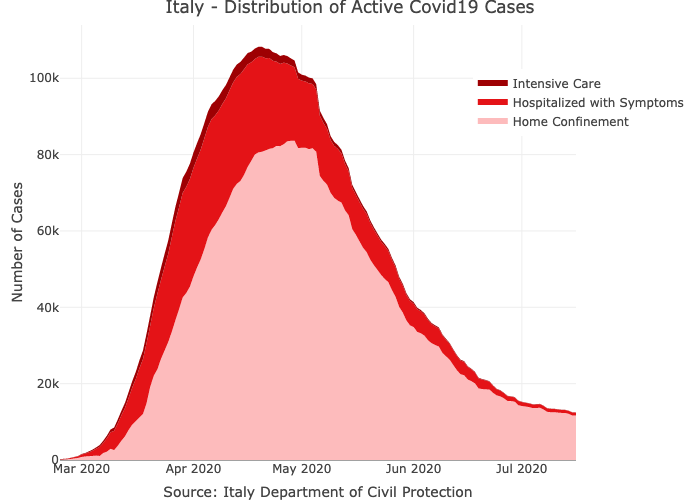 Italy - Distribution of Active Covid19 Cases
Intensive Care
Hospitalized with Symptoms
Home Confinement
Number of Cases
100k
80k
60k
40k
20k
0
Mar 2020 Apr 2020 May 2020 Jun 2020 Jul 2020
Source: Italy Department of Civil Protection